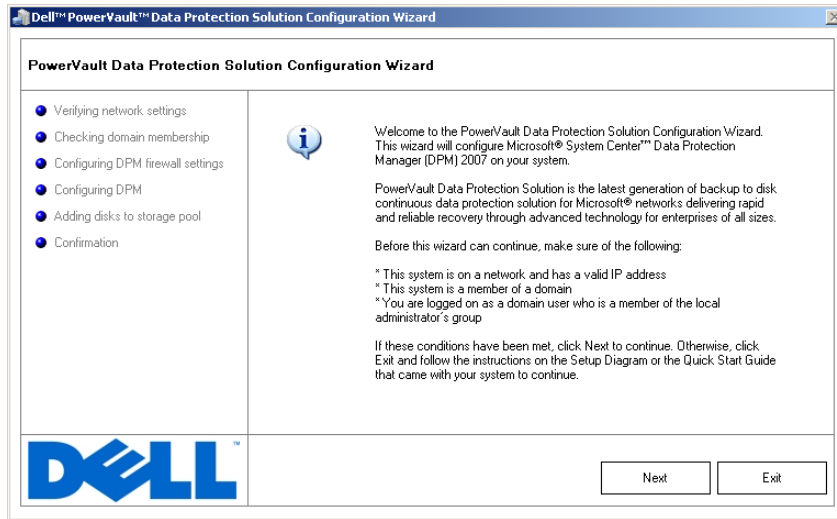 Dell™ PowerVault™ Data Protection Solution Configuration Wizard
PowerVault Data Protection Solution Configuration Wizard
Verifying network settings
Checking domain membership
Configuring DPM firewall settings
Configuring DPM
Adding disks to storage pool
Confirmation
Welcome to the PowerVault Data Protection Solution Configuration Wizard.
This wizard will configure Microsoft® System Center™ Data Protection
Manager (DPM) 2007 on your system.
PowerVault Data Protection Solution is the latest generation of backup to disk
continuous data protection solution for Microsoft® networks delivering rapid
and reliable recovery through advanced technology for enterprises of all sizes.
Before this wizard can continue, make sure of the following:
* This system is on a network and has a valid IP address
* This system is a member of a domain
* You are logged on as a domain user who is a member of the local
administrator´s group
If these conditions have been met, click Next to continue. Otherwise, click
Exit and follow the instructions on the Setup Diagram or the Quick Start Guide
that came with your system to continue.
DELL™
Next
Exit